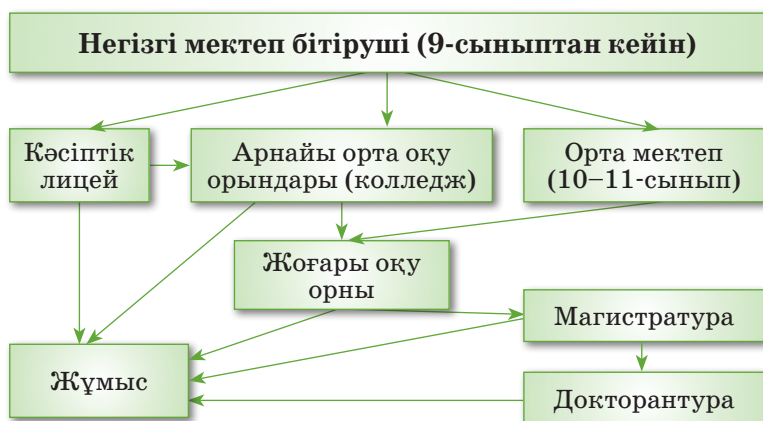 Негізгі мектеп бітіруші (9-сыныптан кейін)
Кәсіптік
лицей
Арнайы орта оқу
орындары (колледж)
Орта мектеп
(10–11-сынып)
Жоғары оқу
орны
Магистратура
Жұмыс
Докторантура